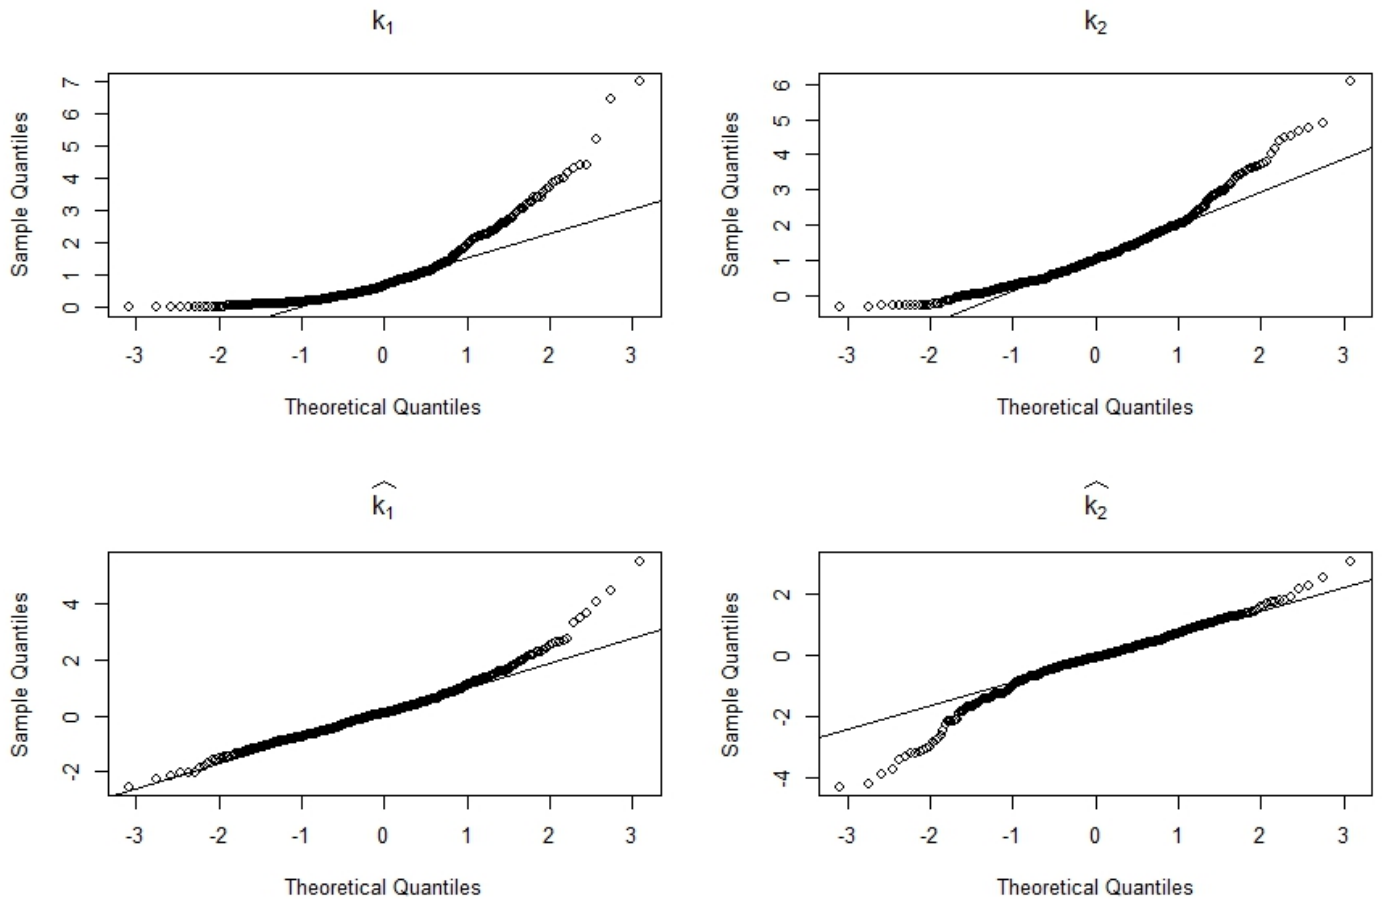 k1
k2
7
6
5
4
3
2
1
0
Sample Quantiles
-3 -2 -1 0 1 2 3
Theoretical Quantiles
6
5
4
3
2
1
0
Sample Quantiles
-3 -2 -1 0 1 2 3
Theoretical Quantiles
k̂1
k̂2
4
2
0
-2
Sample Quantiles
-3 -2 -1 0 1 2 3
Theoretical Quantiles
2
0
-2
-4
Sample Quantiles
-3 -2 -1 0 1 2 3
Theoretical Quantiles